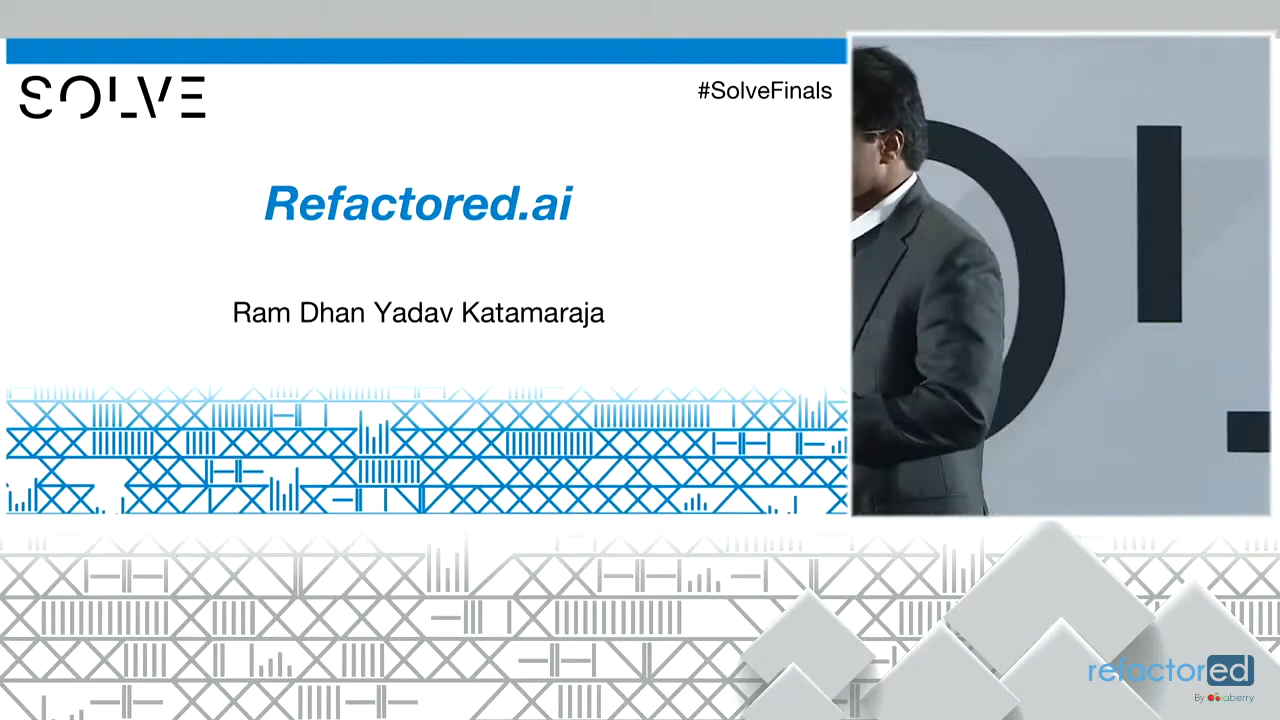 SOLVE
#SolveFinals
Refactored.ai
Ram Dhan Yadav Katamaraja
refactored
By